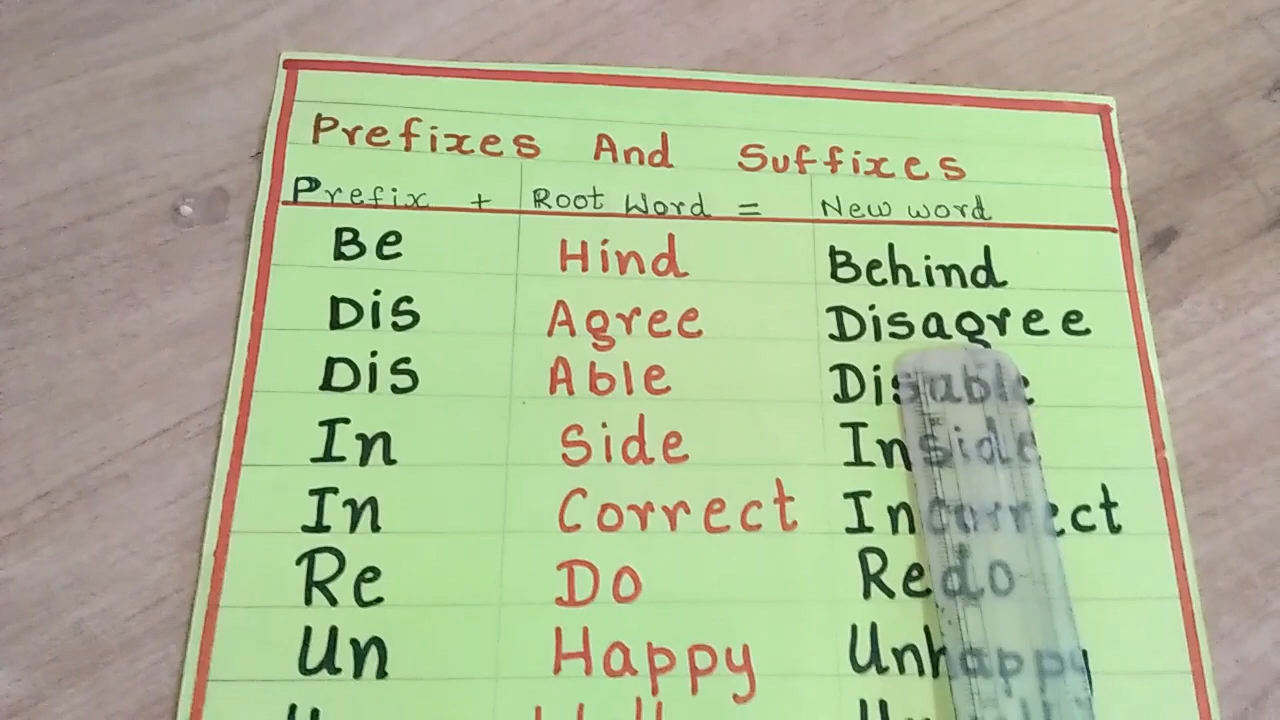 Prefixes And Suffixes
Prefix + Root Word = New word
Be Hind Behind
Dis Agree Disagree
Dis Able Disable
In Side Inside
In Correct Incorrect
Re Do Redo
Un Happy Unhappy